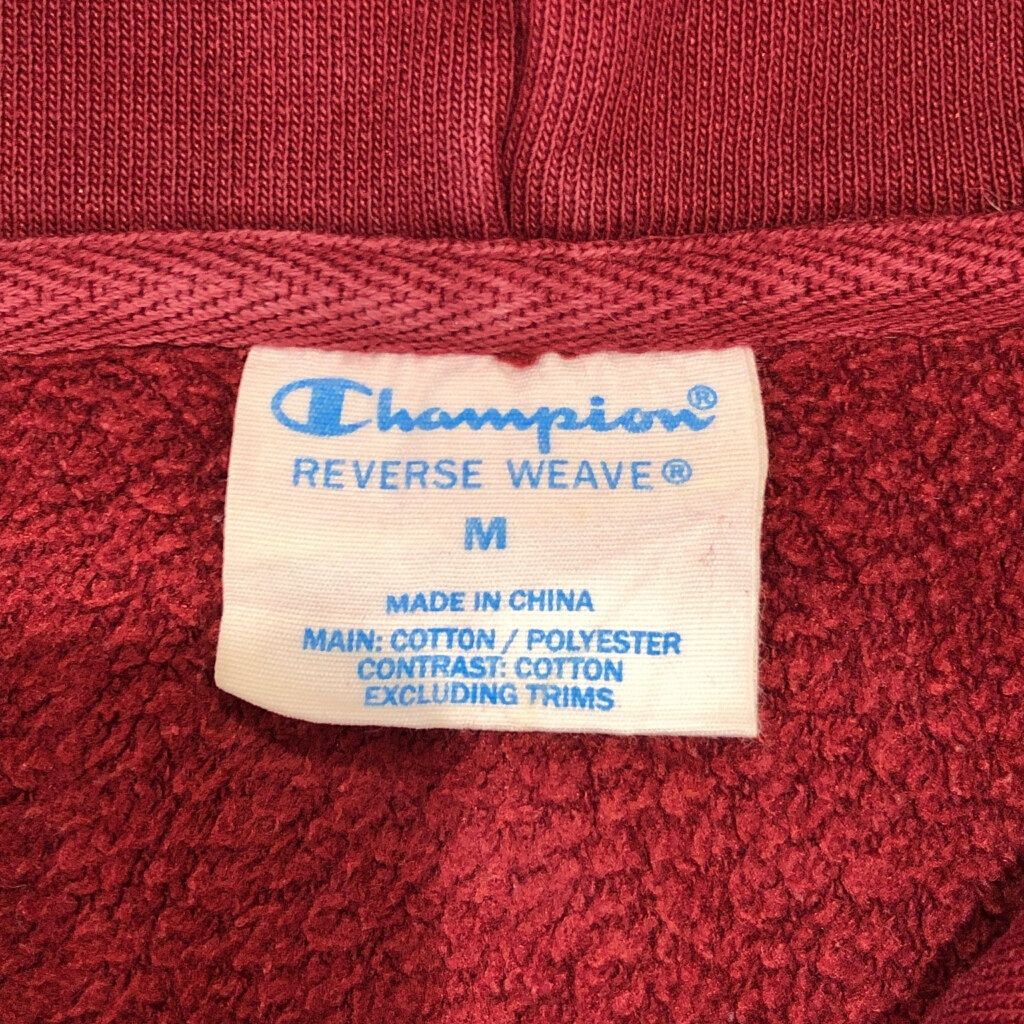 Champion®
REVERSE WEAVE®
M
MADE IN CHINA
MAIN: COTTON / POLYESTER
CONTRAST: COTTON
EXCLUDING TRIMS